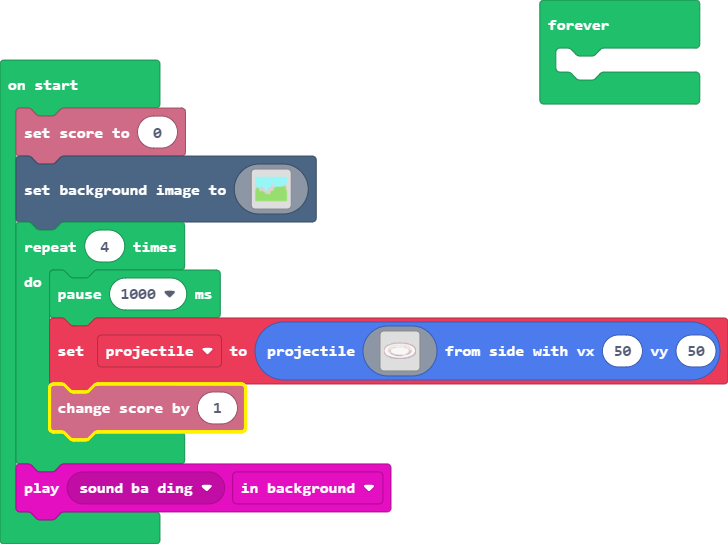 forever
on start
set score to 0
set background image to
repeat 4 times
do
pause 1000 ms
set projectile to projectile from side with vx 50 vy 50
change score by 1
play sound ba ding in background